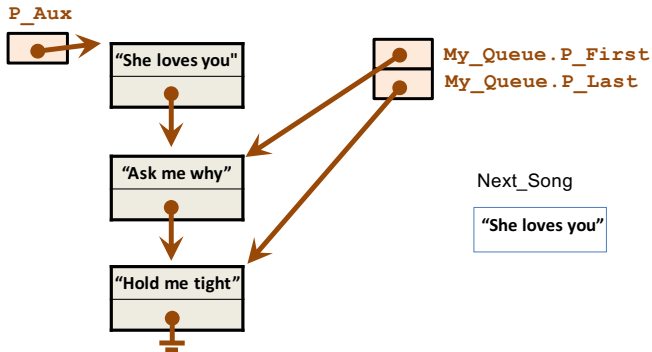 P_Aux
“She loves you"
My_Queue.P_First
My_Queue.P_Last
“Ask me why”
Next_Song
“She loves you”
“Hold me tight”